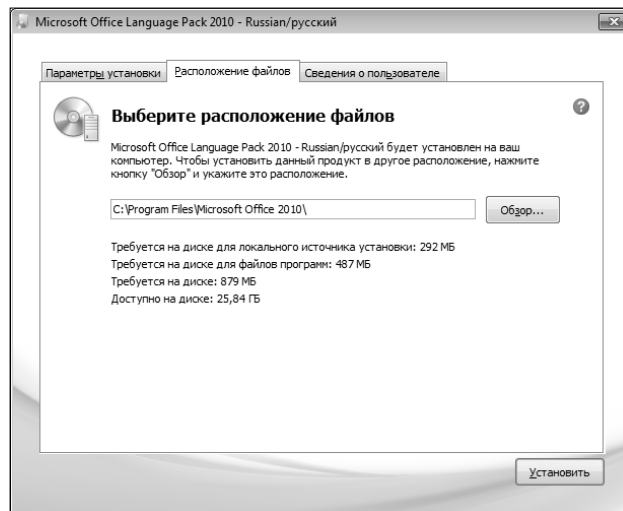 Microsoft Office Language Pack 2010 - Russian/русский
Параметры установки
Расположение файлов
Сведения о пользователе
Выберите расположение файлов
Microsoft Office Language Pack 2010 - Russian/русский будет установлен на ваш
компьютер. Чтобы установить данный продукт в другое расположение, нажмите
кнопку "Обзор" и укажите это расположение.
C:\Program Files\Microsoft Office 2010\
Обзор...
Требуется на диске для локального источника установки: 292 МБ
Требуется на диске для файлов программ: 487 МБ
Требуется на диске: 879 МБ
Доступно на диске: 25,84 ГБ
Установить